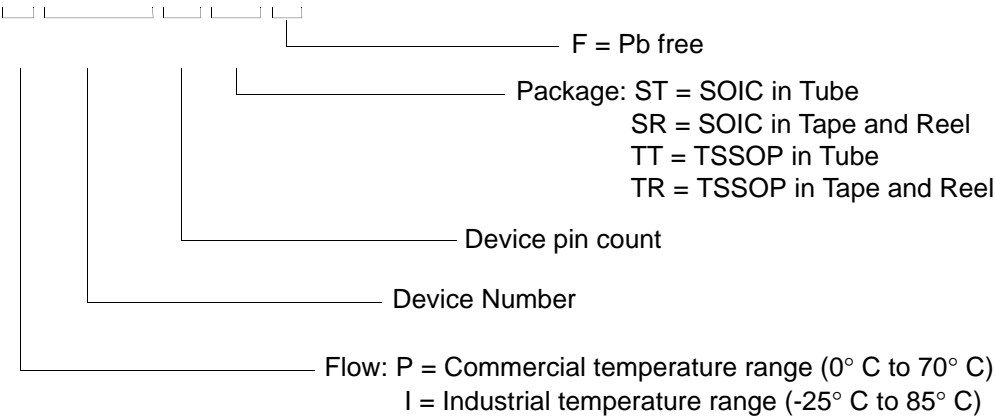 F = Pb free
Package: ST = SOIC in Tube
SR = SOIC in Tape and Reel
TT = TSSOP in Tube
TR = TSSOP in Tape and Reel
Device pin count
Device Number
Flow: P = Commercial temperature range (0° C to 70° C)
I = Industrial temperature range (-25° C to 85° C)